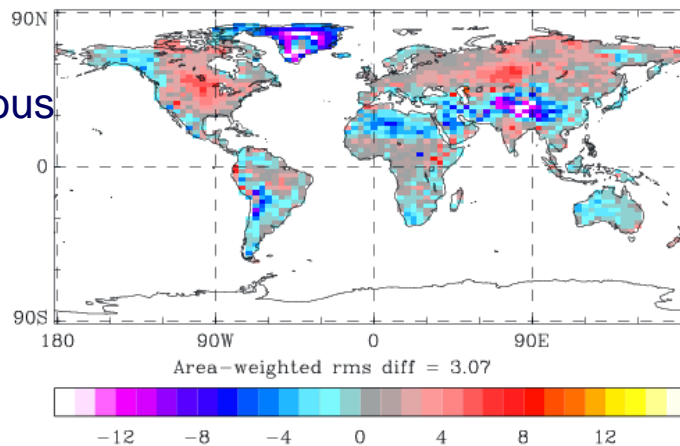 90N
ous
0
90S
180 90W 0 90E
Area-weighted rms diff = 3.07
-12 -8 -4 0 4 8 12